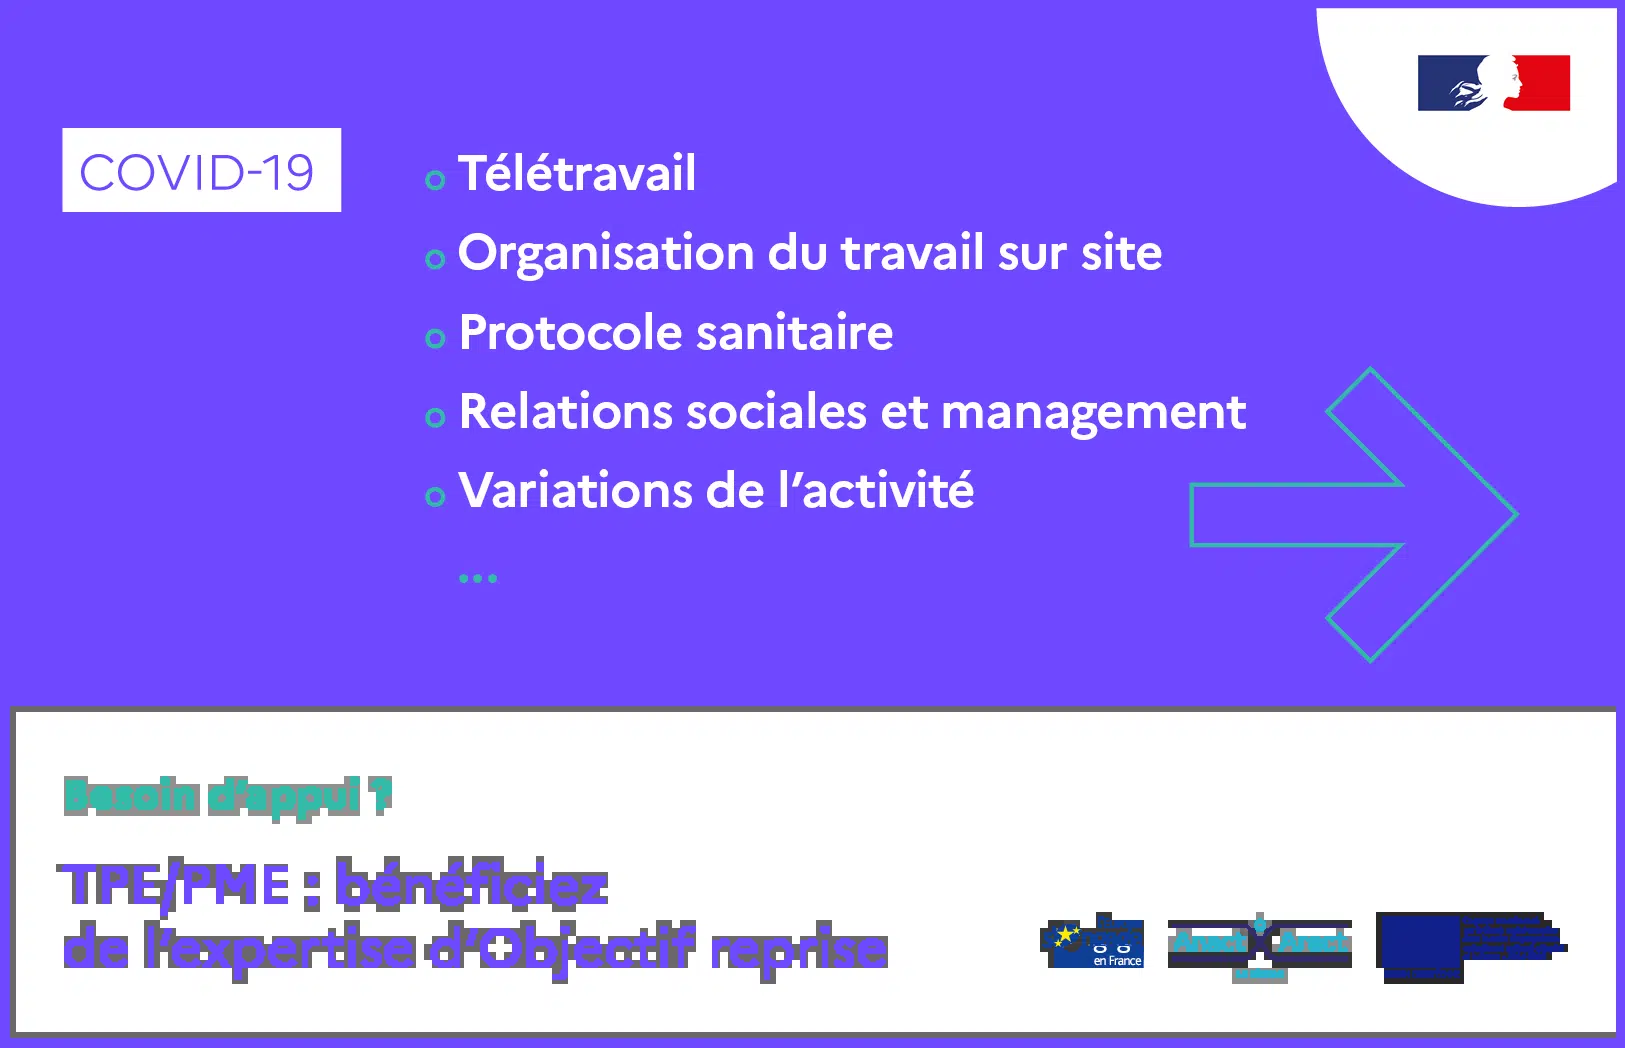 COVID-19
Télétravail
Organisation du travail sur site
Protocole sanitaire
Relations sociales et management
Variations de l’activité
...
Besoin d’appui ?
TPE/PME : bénéficiez
de l’expertise d’Objectif reprise
en France
Anact Aract